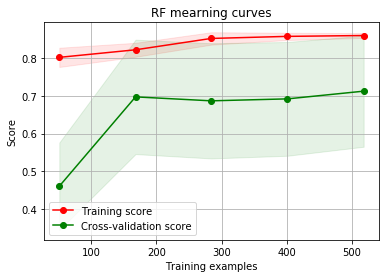 RF mearning curves
0.8
0.7
0.6
0.5
0.4
Score
Training score
Cross-validation score
100
200
300
400
500
Training examples